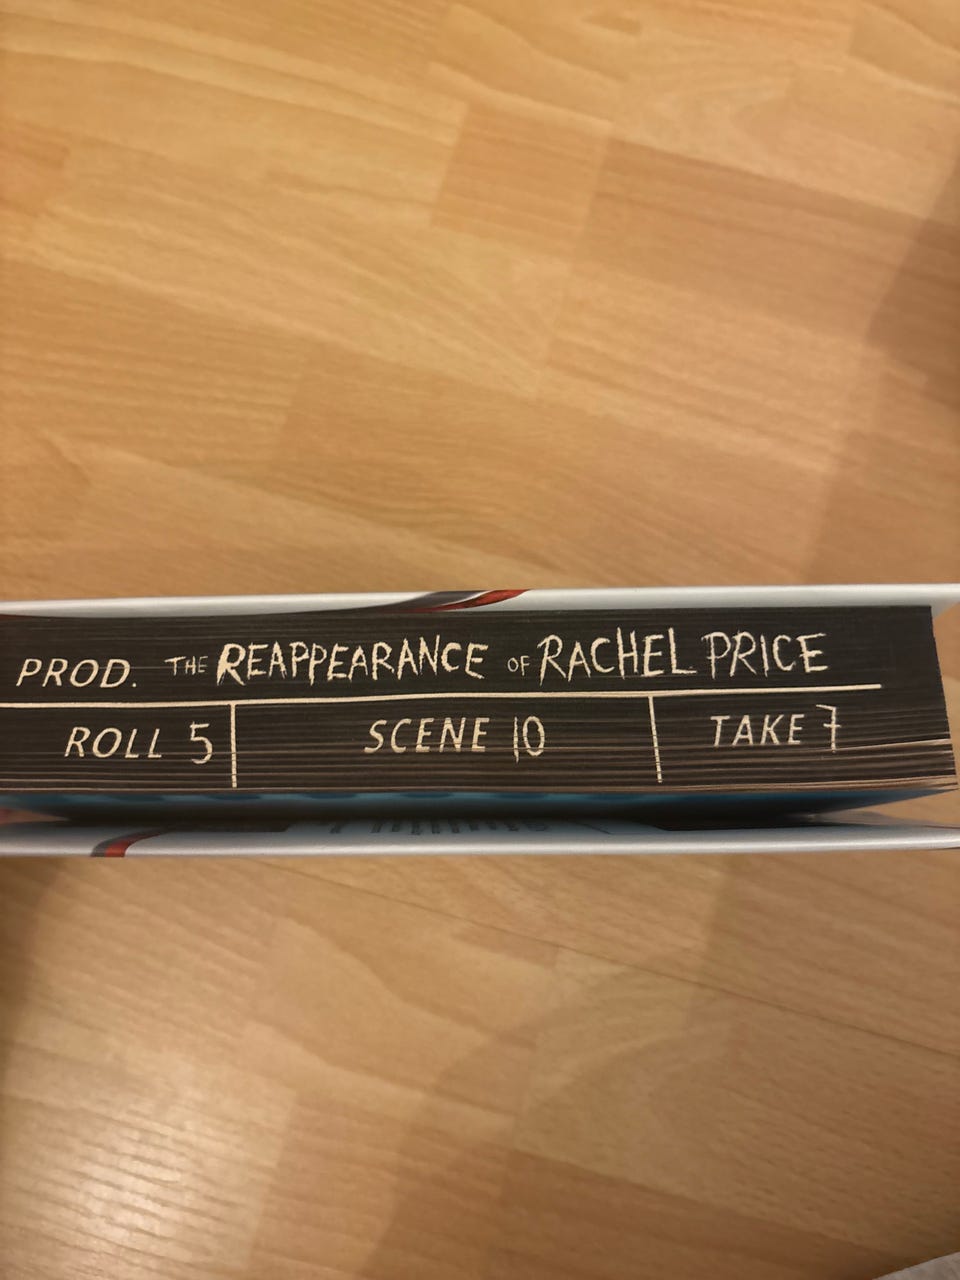 PROD. THE REAPPEARANCE OF RACHEL PRICE
ROLL 5 SCENE 10 TAKE 7